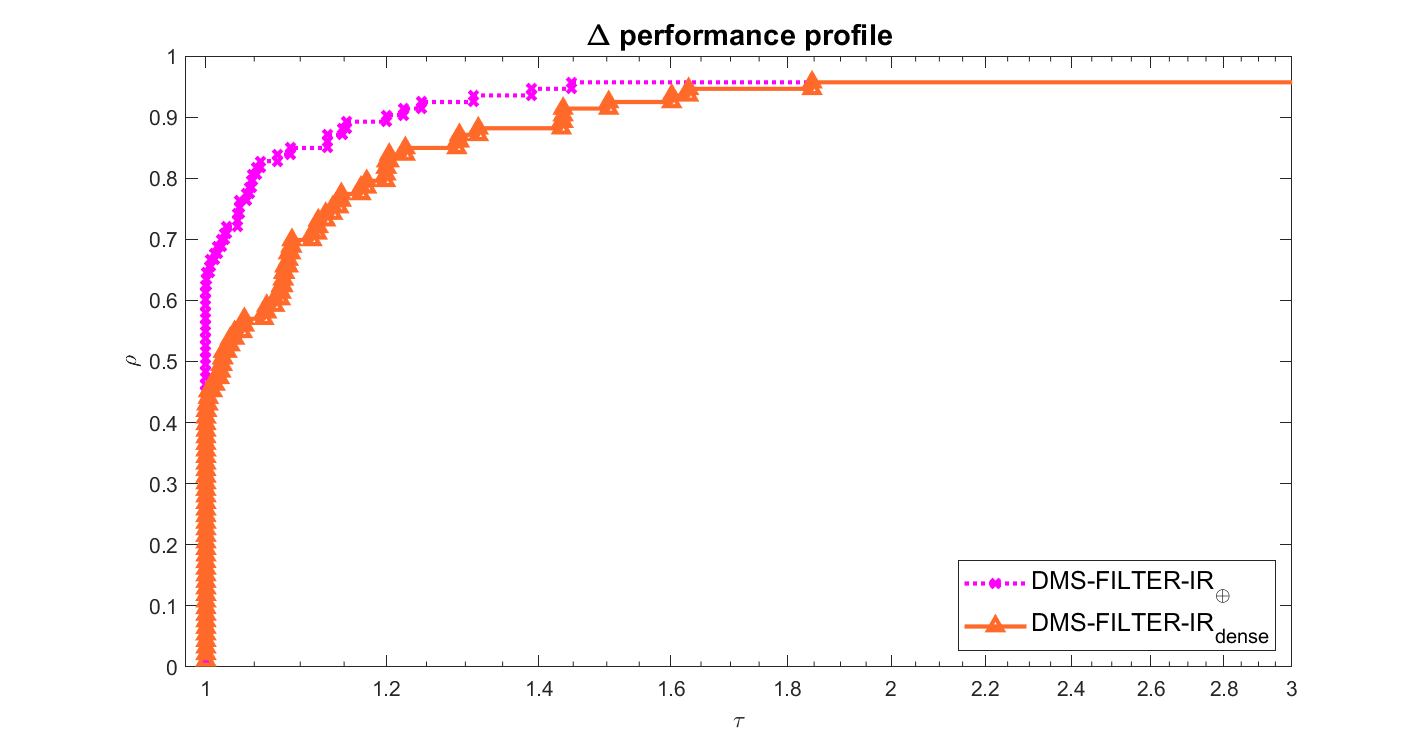 Δ performance profile
1
0.9
0.8
0.7
0.6
0.5
0.4
0.3
0.2
0.1
0
ρ
DMS-FILTER-IR⊕
DMS-FILTER-IRdense
1 1.2 1.4 1.6 1.8 2 2.2 2.4 2.6 2.8 3
τ